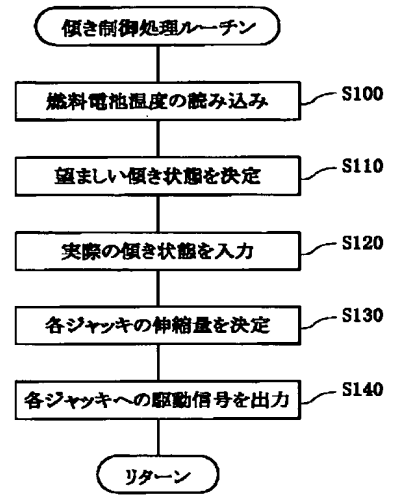 傾き制御処理ルーチン
燃料電池温度の読み込み
S100
望ましい傾き状態を決定
S110
実際の傾き状態を入力
S120
各ジャッキの伸縮量を決定
S130
各ジャッキへの駆動信号を出力
S140
リターン